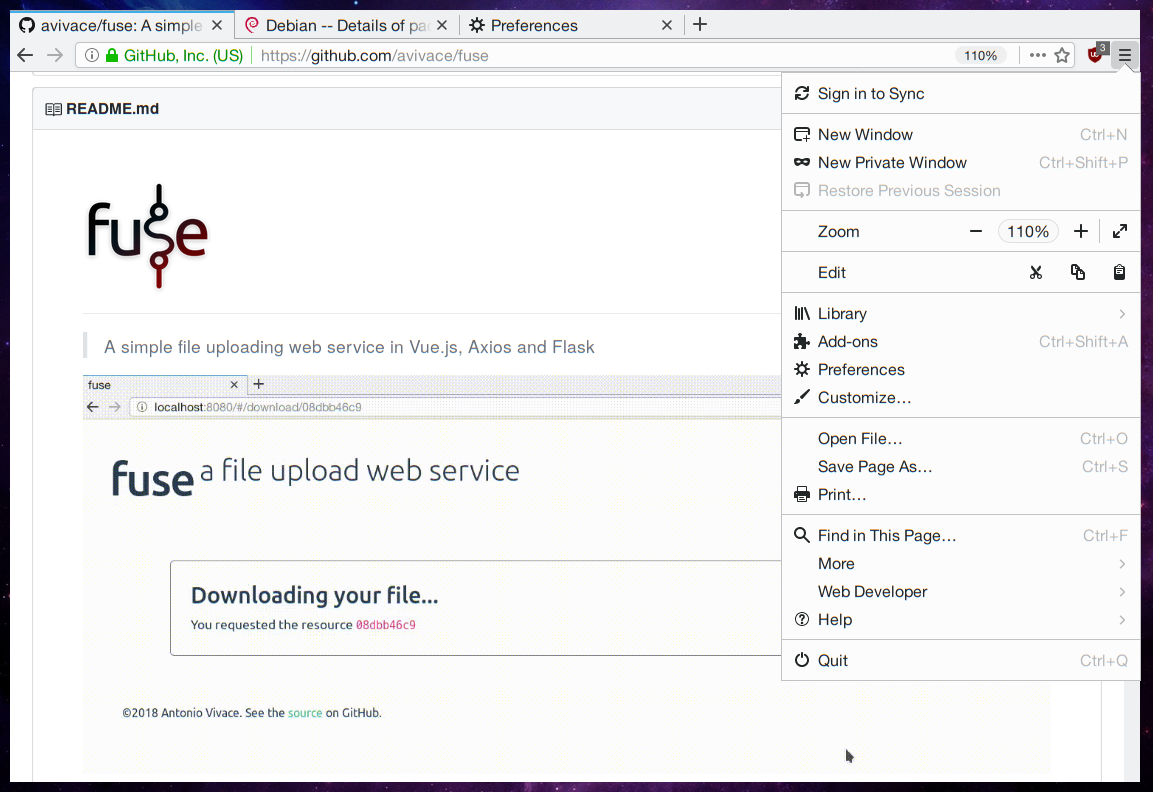 avivace/fuse: A simple
Debian -- Details of pa
Preferences
GitHub, Inc. (US)
https://github.com/avivace/fuse
110%
3
Sign in to Sync
New Window Ctrl+N
New Private Window Ctrl+Shift+P
Restore Previous Session
Zoom 110%
Edit
Library
Add-ons Ctrl+Shift+A
Preferences
Customize…
Open File… Ctrl+O
Save Page As… Ctrl+S
Print…
Find in This Page… Ctrl+F
More
Web Developer
Help
Quit Ctrl+Q
README.md
fuse
A simple file uploading web service in Vue.js, Axios and Flask
fuse
localhost:8080/#/download/08dbb46c9
fuse a file upload web service
Downloading your file...
You requested the resource 08dbb46c9
©2018 Antonio Vivace. See the source on GitHub.